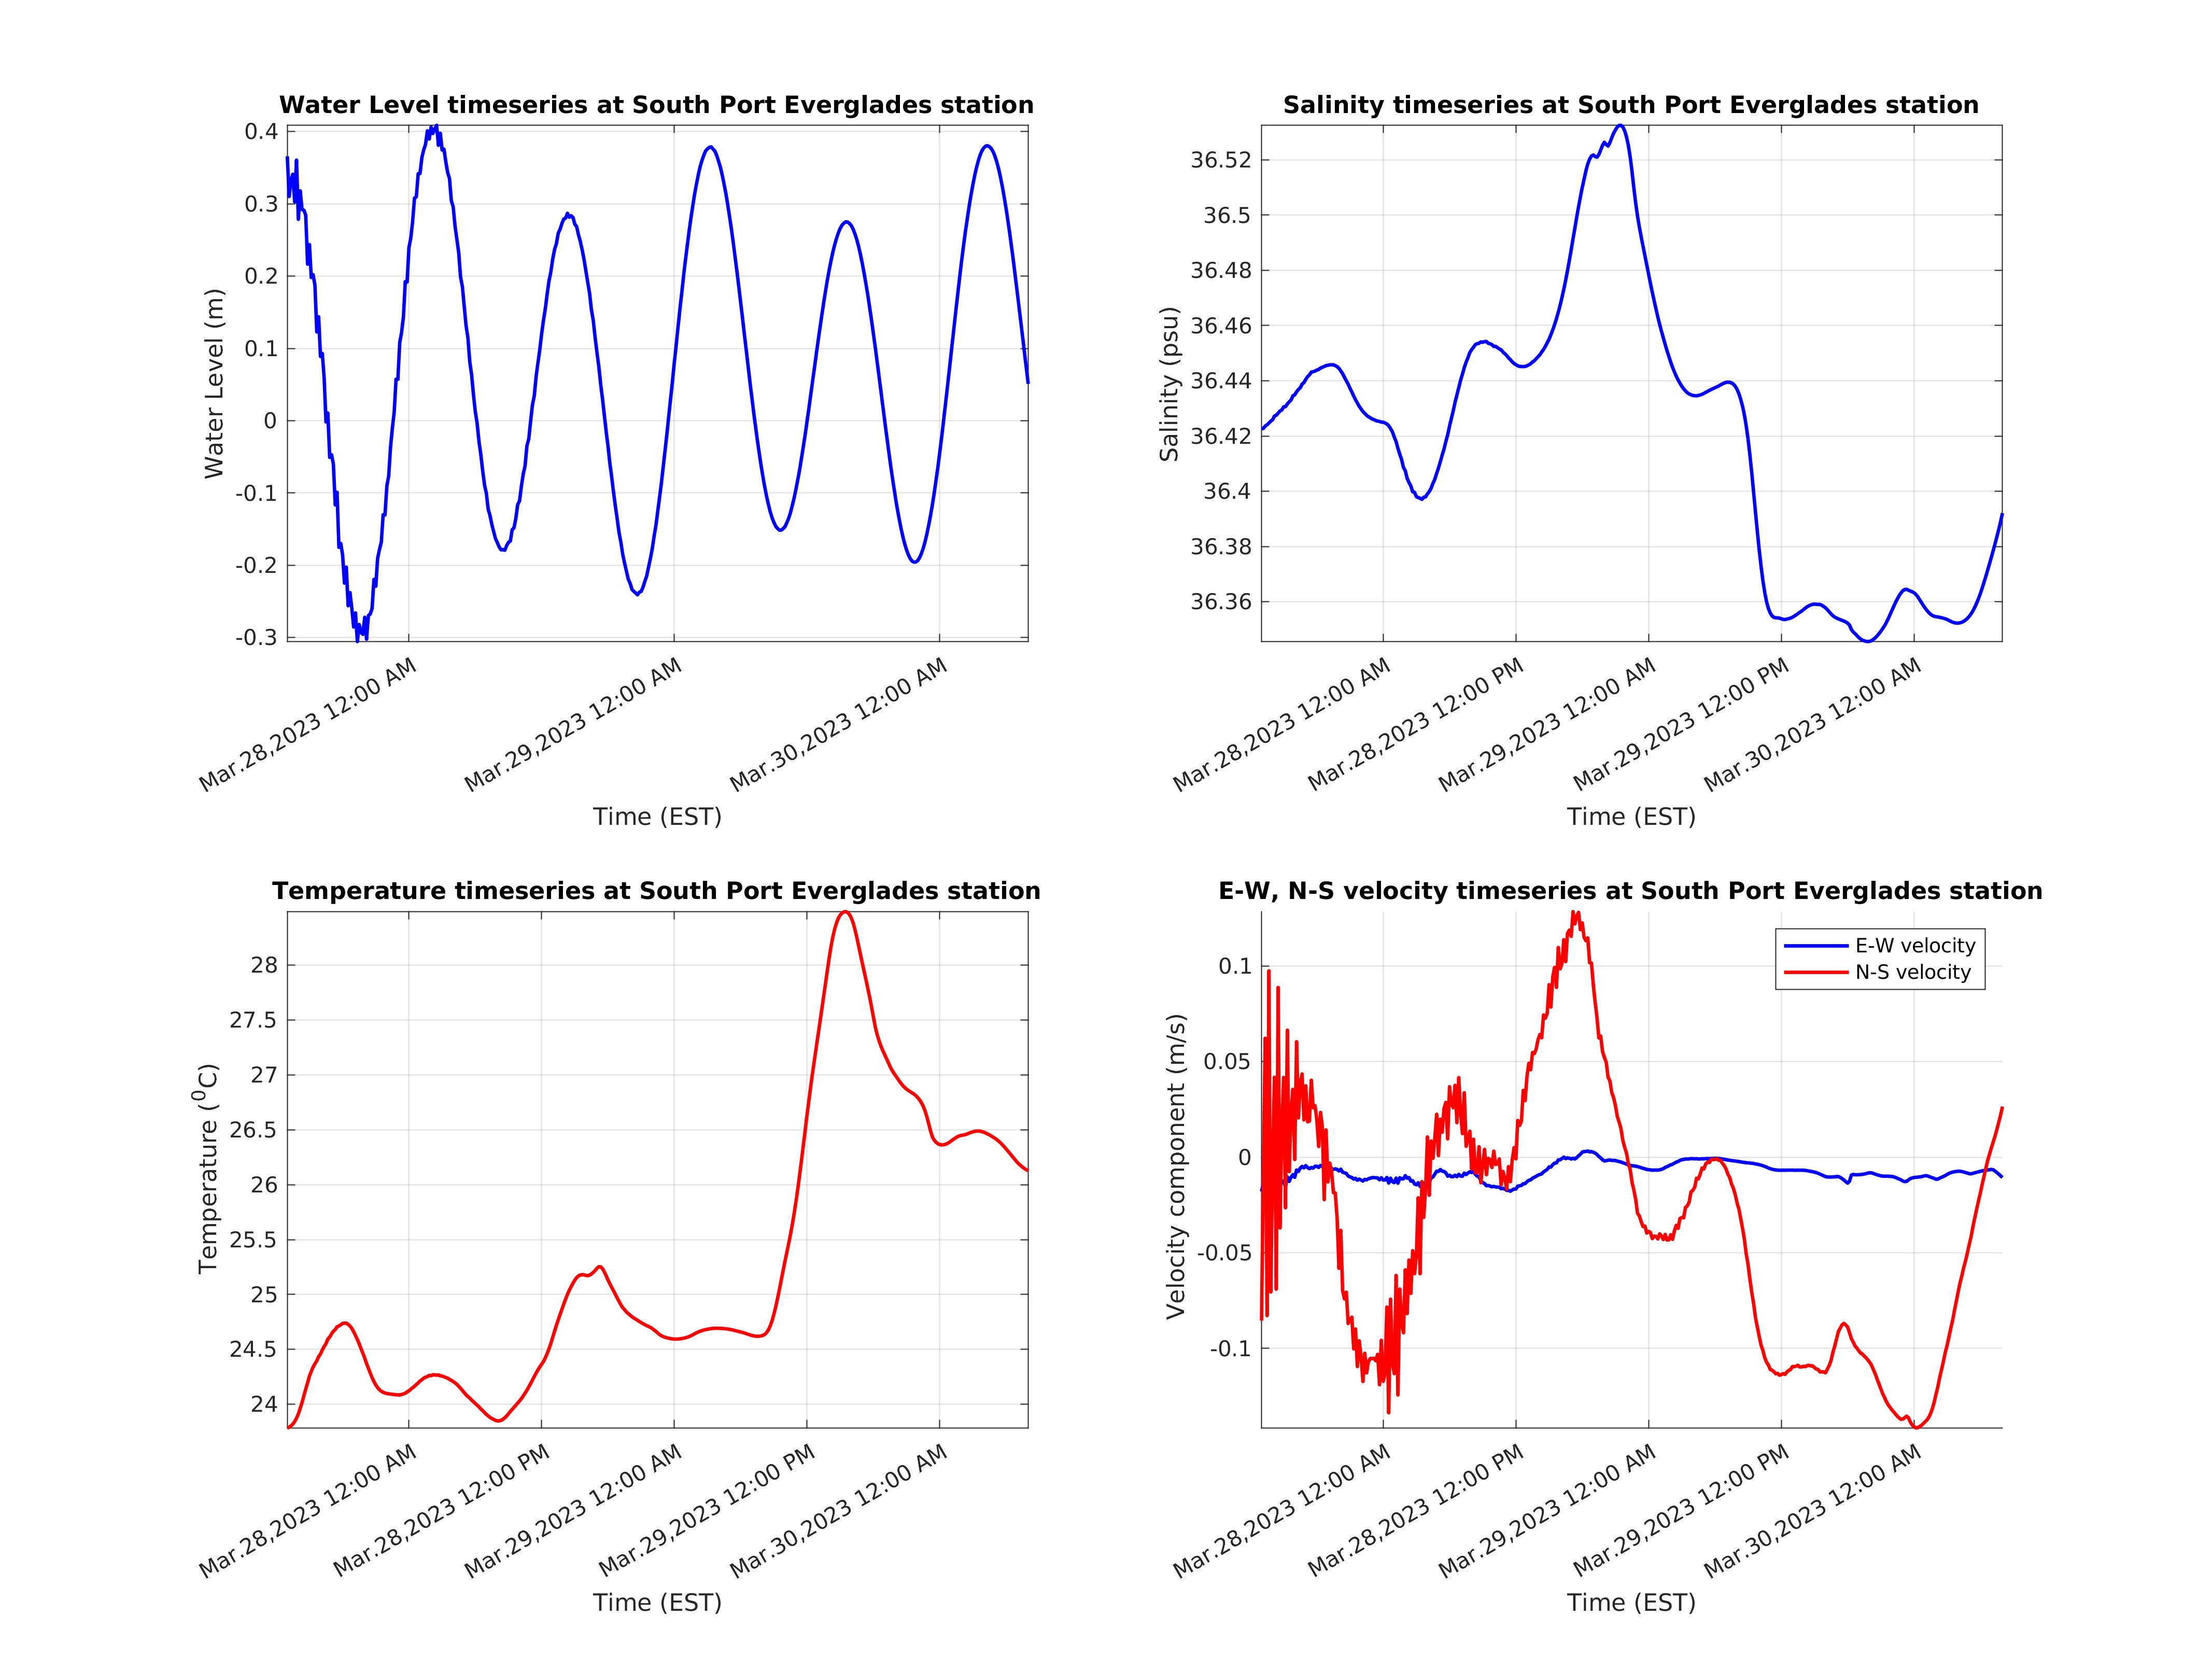 Water Level timeseries at South Port Everglades station
0.4
0.3
0.2
0.1
0
-0.1
-0.2
-0.3
Water Level (m)
Mar.28,2023 12:00 AM
Mar.29,2023 12:00 AM
Mar.30,2023 12:00 AM
Time (EST)
Salinity timeseries at South Port Everglades station
36.52
36.5
36.48
36.46
36.44
36.42
36.4
36.38
36.36
Salinity (psu)
Mar.28,2023 12:00 AM
Mar.28,2023 12:00 PM
Mar.29,2023 12:00 AM
Mar.29,2023 12:00 PM
Mar.30,2023 12:00 AM
Time (EST)
Temperature timeseries at South Port Everglades station
28
27.5
27
26.5
26
25.5
25
24.5
24
Temperature (⁰C)
Mar.28,2023 12:00 AM
Mar.28,2023 12:00 PM
Mar.29,2023 12:00 AM
Mar.29,2023 12:00 PM
Mar.30,2023 12:00 AM
Time (EST)
E-W, N-S velocity timeseries at South Port Everglades station
E-W velocity
N-S velocity
0.1
0.05
0
-0.05
-0.1
Velocity component (m/s)
Mar.28,2023 12:00 AM
Mar.28,2023 12:00 PM
Mar.29,2023 12:00 AM
Mar.29,2023 12:00 PM
Mar.30,2023 12:00 AM
Time (EST)